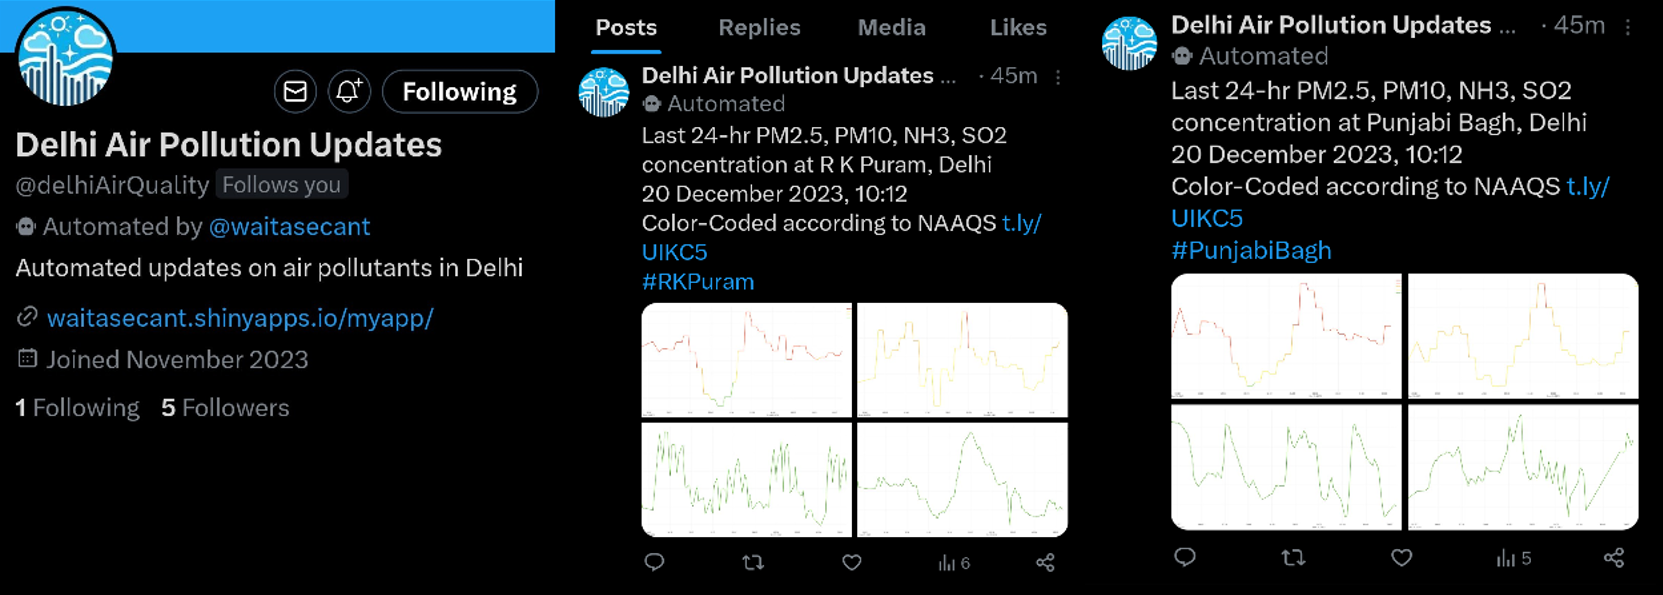 Following
Delhi Air Pollution Updates
@delhiAirQuality Follows you
Automated by @waitasecant
Automated updates on air pollutants in Delhi
waitasecant.shinyapps.io/myapp/
Joined November 2023
1 Following 5 Followers
Posts Replies Media Likes
Delhi Air Pollution Updates ... · 45m
Automated
Last 24-hr PM2.5, PM10, NH3, SO2
concentration at R K Puram, Delhi
20 December 2023, 10:12
Color-Coded according to NAAQS t.ly/
UIKC5
#RKPuram
6
Delhi Air Pollution Updates ... · 45m
Automated
Last 24-hr PM2.5, PM10, NH3, SO2
concentration at Punjabi Bagh, Delhi
20 December 2023, 10:12
Color-Coded according to NAAQS t.ly/
UIKC5
#PunjabiBagh
5